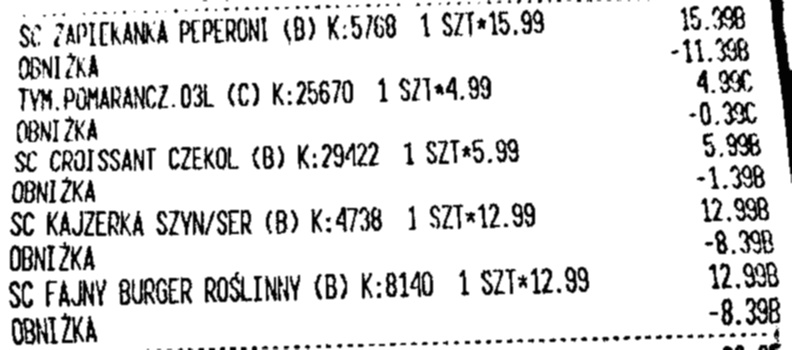 SC ZAPIEKANKA PEPERONI (B) K:5768 1 SZT*15.99 15.99B
OBNIŻKA -11.39B
TYM.POMARANCZ.03L (C) K:25670 1 SZT*4.99 4.99C
OBNIŻKA -0.39C
SC CROISSANT CZEKOL (B) K:29422 1 SZT*5.99 5.99B
OBNIŻKA -1.39B
SC KAJZERKA SZYN/SER (B) K:4738 1 SZT*12.99 12.99B
OBNIŻKA -8.39B
SC FAJNY BURGER ROŚLINNY (B) K:8140 1 SZT*12.99 12.99B
OBNIŻKA -8.39B